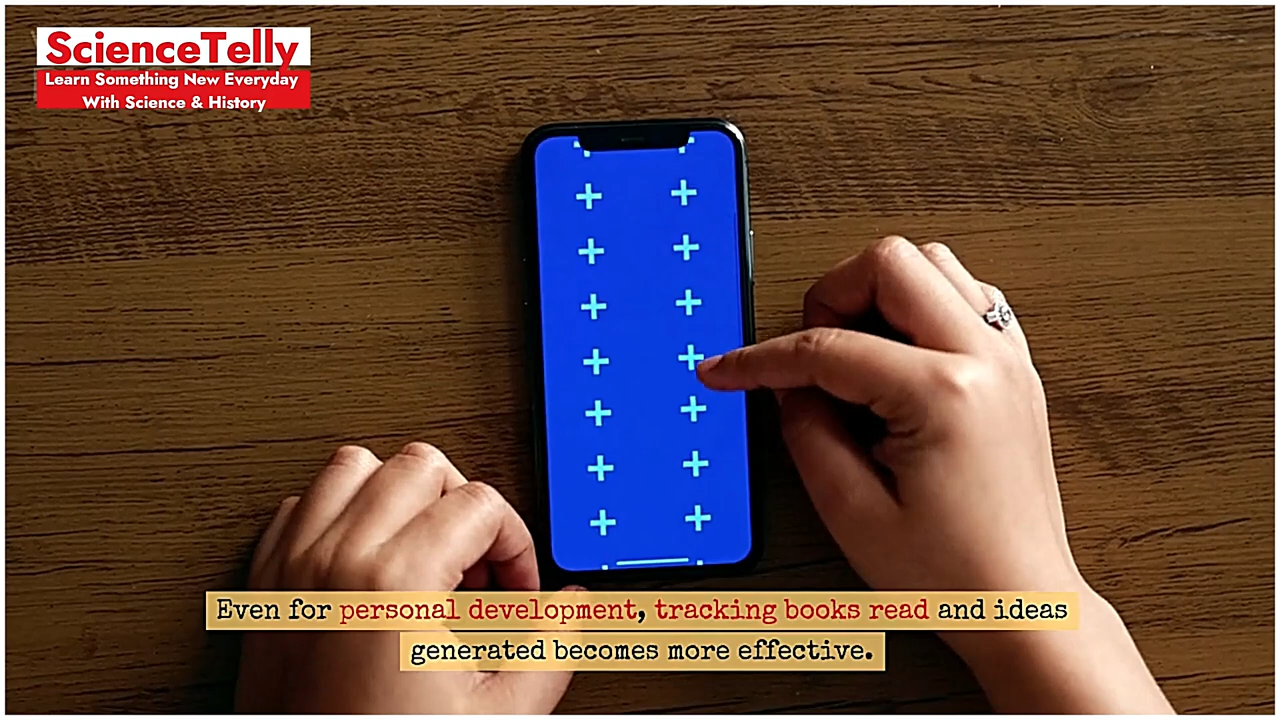 ScienceTelly
Learn Something New Everyday
With Science & History
Even for personal development, tracking books read and ideas
generated becomes more effective.